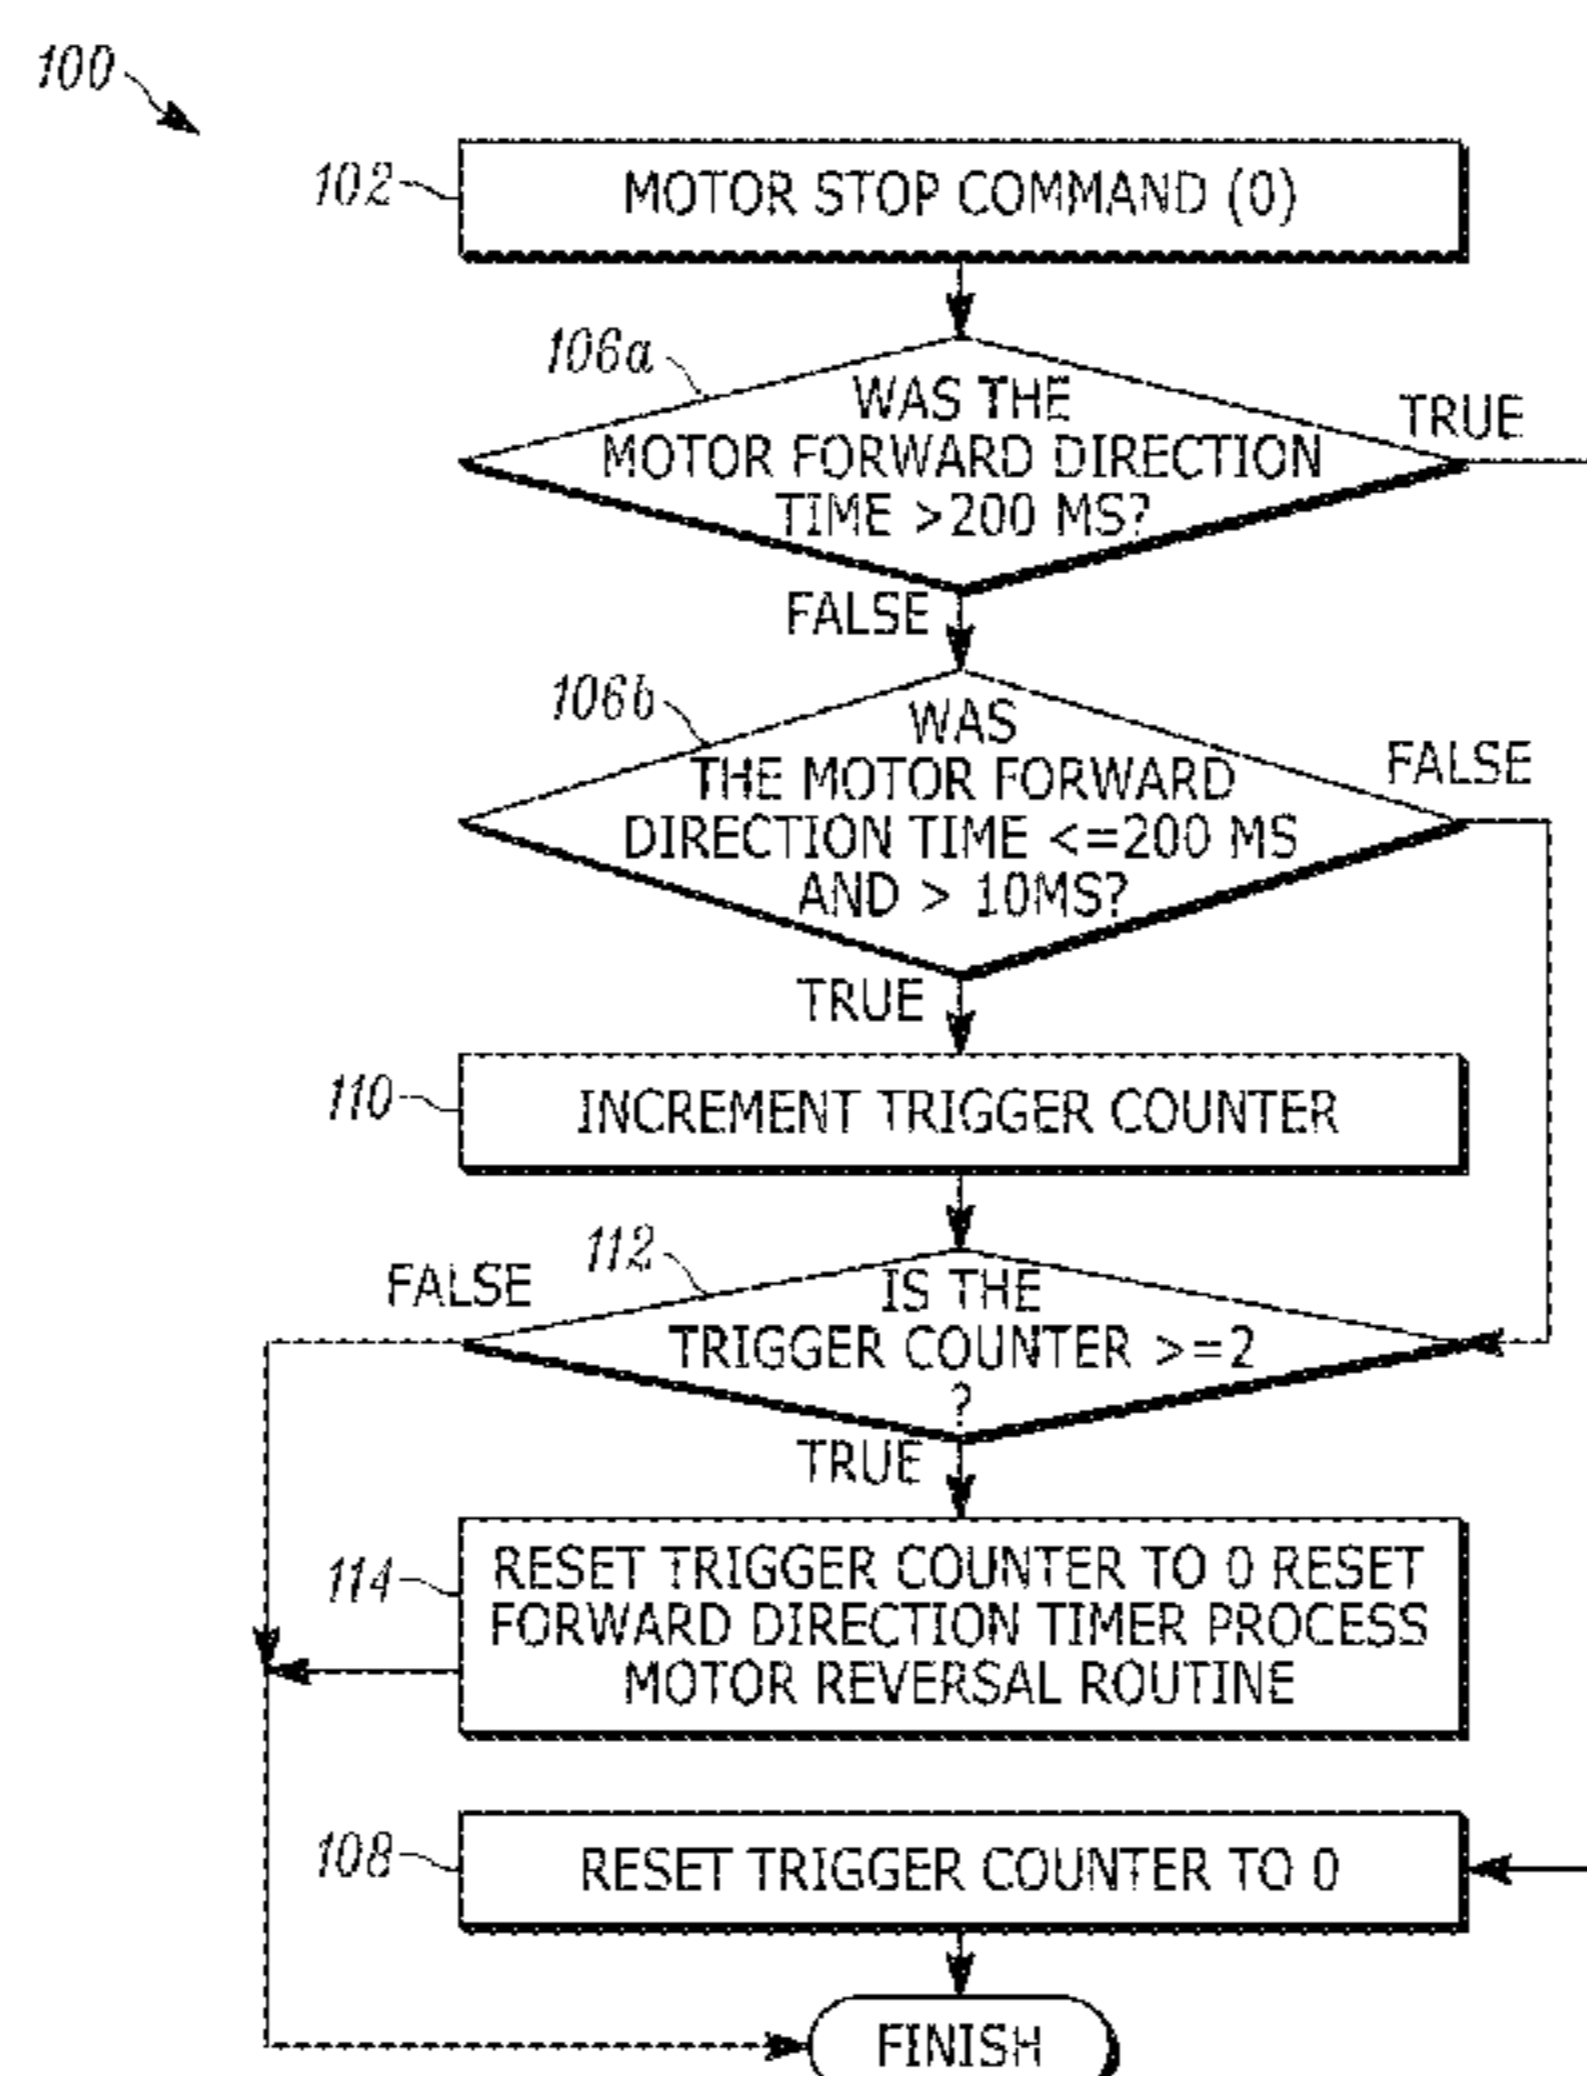 100
102
MOTOR STOP COMMAND (0)
106a
WAS THE
MOTOR FORWARD DIRECTION
TIME >200 MS?
TRUE
FALSE
106b
WAS
THE MOTOR FORWARD
DIRECTION TIME <=200 MS
AND > 10MS?
FALSE
TRUE
110
INCREMENT TRIGGER COUNTER
112
FALSE
IS THE
TRIGGER COUNTER >=2
?
TRUE
114
RESET TRIGGER COUNTER TO 0 RESET
FORWARD DIRECTION TIMER PROCESS
MOTOR REVERSAL ROUTINE
108
RESET TRIGGER COUNTER TO 0
FINISH